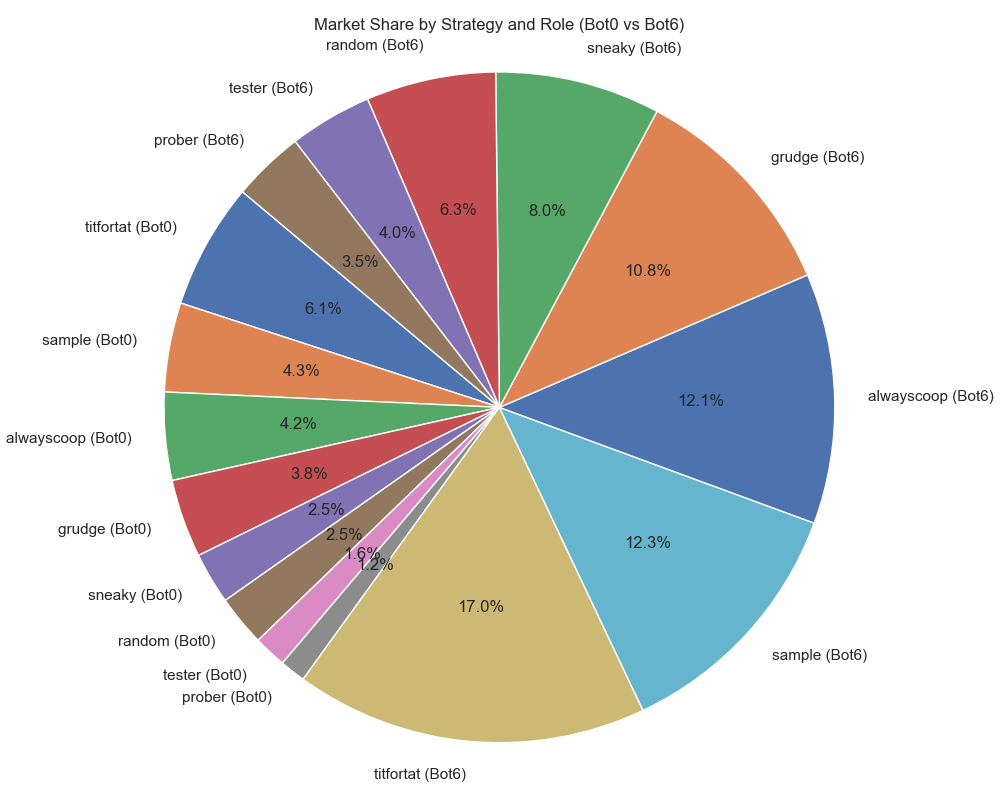 Market Share by Strategy and Role (Bot0 vs Bot6)
random (Bot6)
sneaky (Bot6)
tester (Bot6)
prober (Bot6)
grudge (Bot6)
titfortat (Bot0)
sample (Bot0)
alwayscoop (Bot0)
alwayscoop (Bot6)
grudge (Bot0)
sneaky (Bot0)
random (Bot0)
tester (Bot0)
prober (Bot0)
sample (Bot6)
titfortat (Bot6)
6.3%
8.0%
4.0%
3.5%
10.8%
6.1%
4.3%
12.1%
4.2%
3.8%
2.5%
2.5%
1.6%
1.2%
12.3%
17.0%